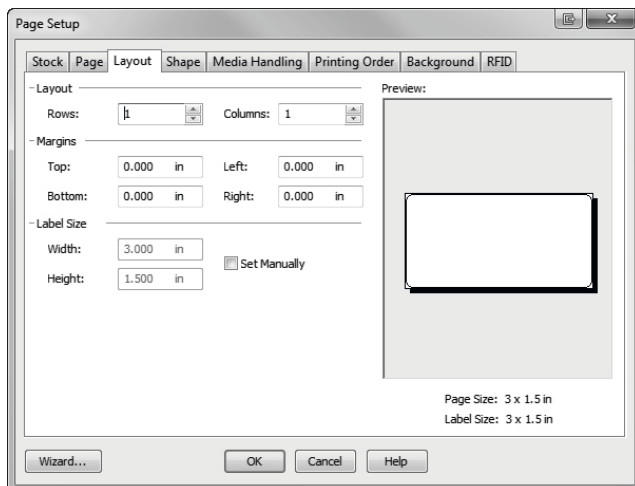 Page Setup
Stock Page Layout Shape Media Handling Printing Order Background RFID
Layout
Rows: 1 Columns: 1
Margins
Top: 0.000 in Left: 0.000 in
Bottom: 0.000 in Right: 0.000 in
Label Size
Width: 3.000 in
Set Manually
Height: 1.500 in
Preview:
Page Size: 3 x 1.5 in
Label Size: 3 x 1.5 in
Wizard... OK Cancel Help